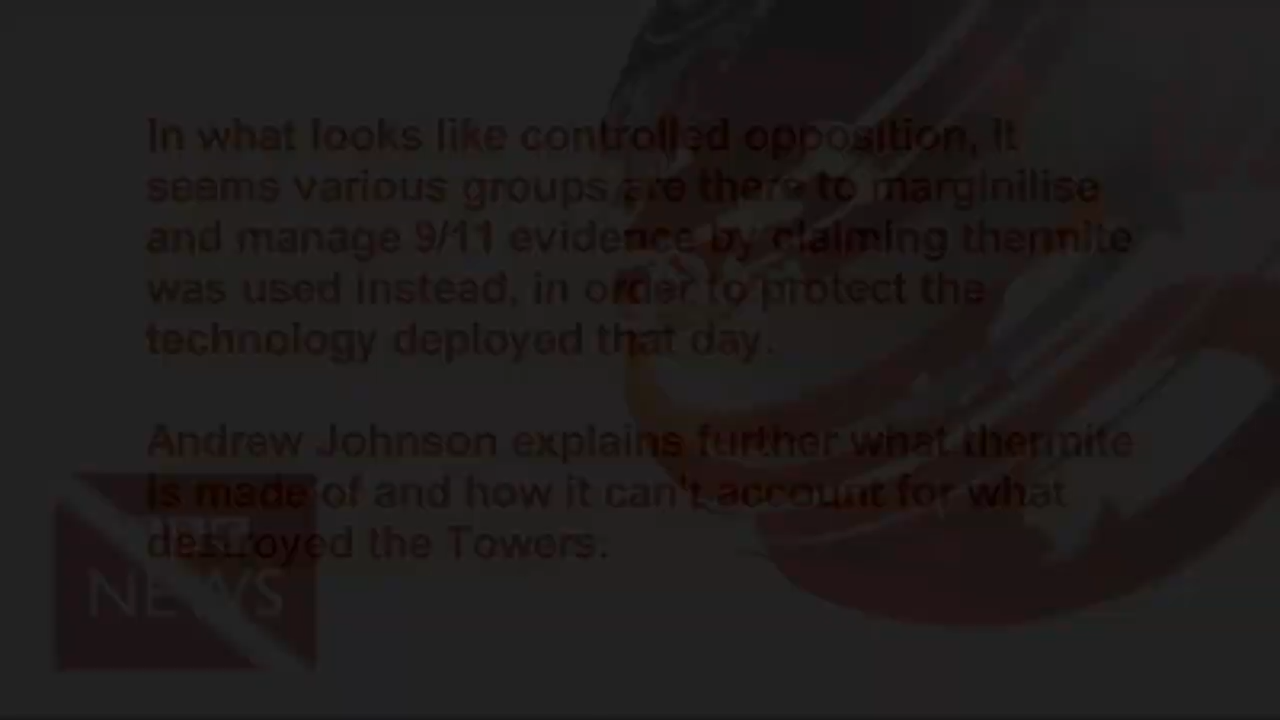 In what looks like controlled opposition, it
seems various groups are there to marginilise
and manage 9/11 evidence by claiming thermite
was used instead, in order to protect the
technology deployed that day.
Andrew Johnson explains further what thermite
is made of and how it can't account for what
destroyed the Towers.
NEWS